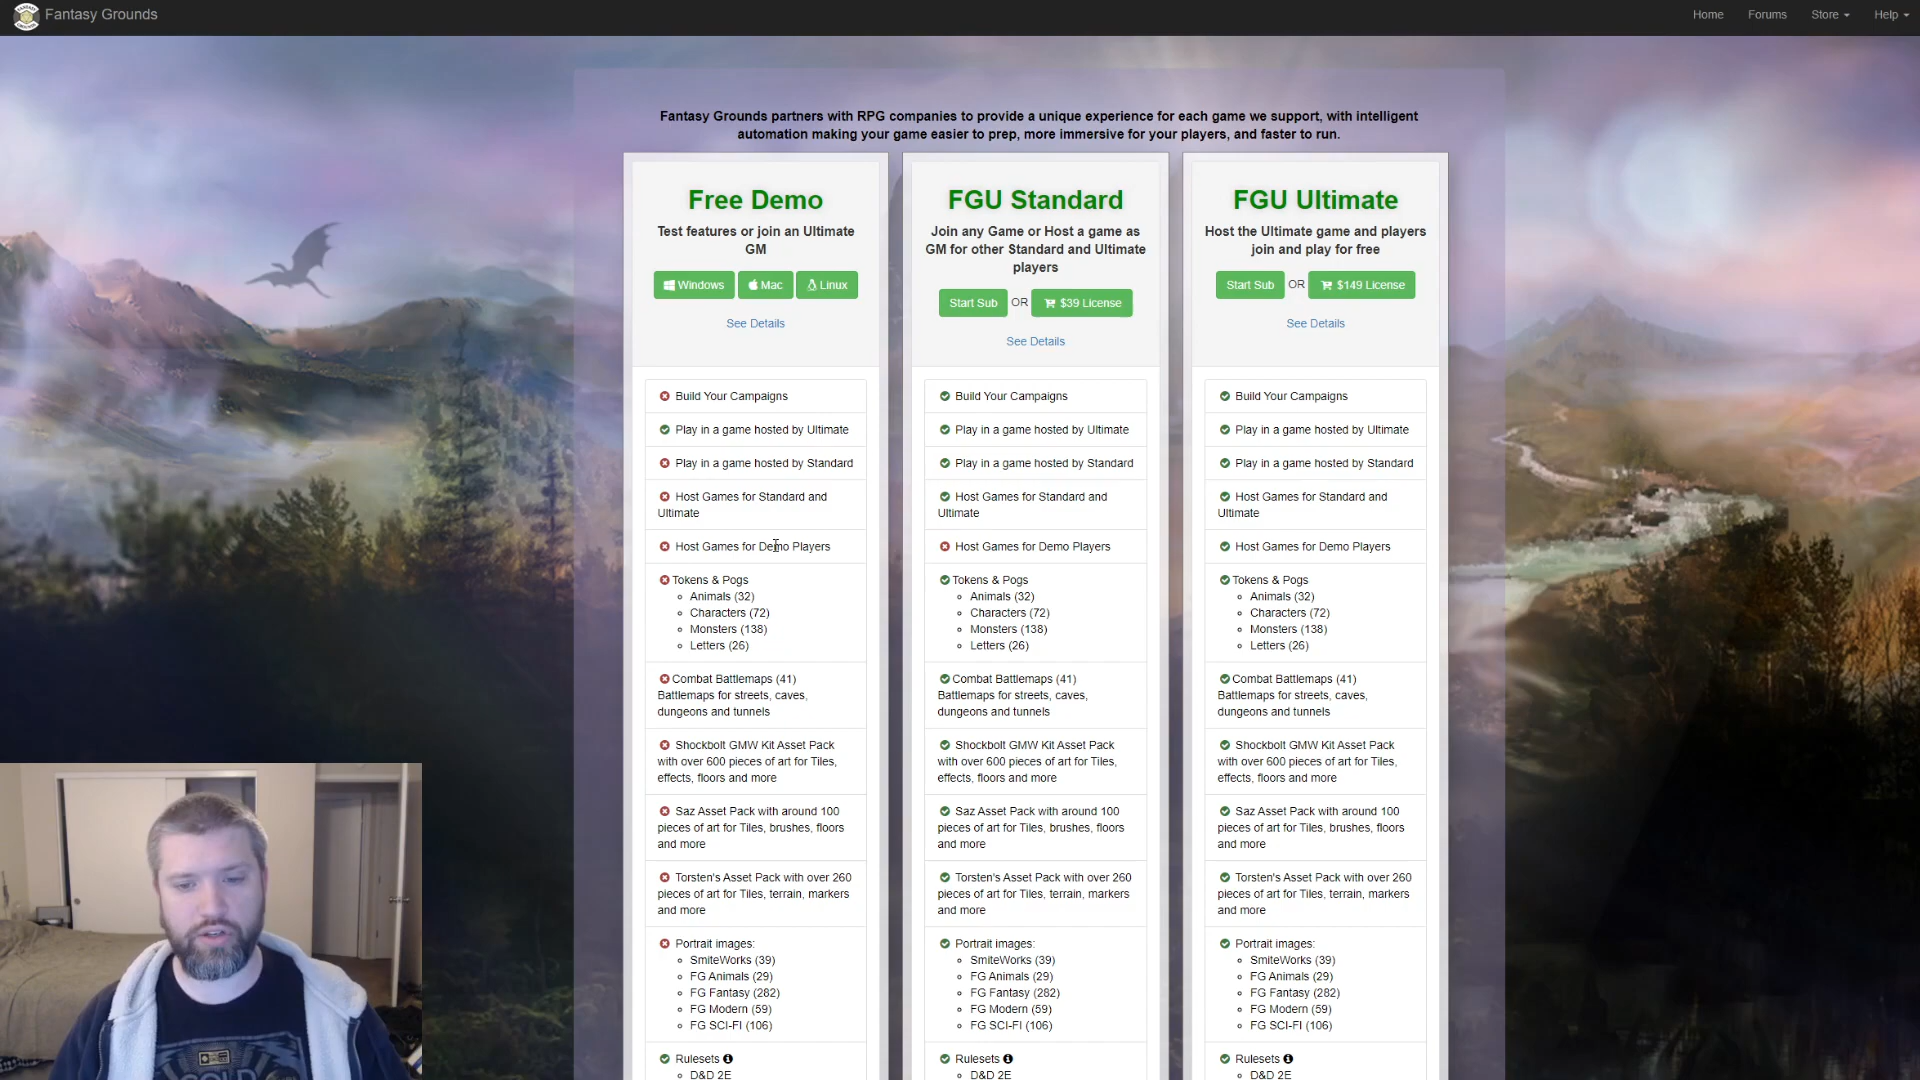 Fantasy Grounds
Home
Forums
Store
Help
Fantasy Grounds partners with RPG companies to provide a unique experience for each game we support, with intelligent
automation making your game easier to prep, more immersive for your players, and faster to run.
Free Demo
Test features or join an Ultimate
GM
Windows
Mac
Linux
See Details
Build Your Campaigns
Play in a game hosted by Ultimate
Play in a game hosted by Standard
Host Games for Standard and
Ultimate
Host Games for Demo Players
Tokens & Pogs
Animals (32)
Characters (72)
Monsters (138)
Letters (26)
Combat Battlemaps (41)
Battlemaps for streets, caves,
dungeons and tunnels
Shockbolt GMW Kit Asset Pack
with over 600 pieces of art for Tiles,
effects, floors and more
Saz Asset Pack with around 100
pieces of art for Tiles, brushes, floors
and more
Torsten's Asset Pack with over 260
pieces of art for Tiles, terrain, markers
and more
Portrait images:
SmiteWorks (39)
FG Animals (29)
FG Fantasy (282)
FG Modern (59)
FG SCI-FI (106)
Rulesets
D&D 2E
FGU Standard
Join any Game or Host a game as
GM for other Standard and Ultimate
players
Start Sub OR $39 License
See Details
Build Your Campaigns
Play in a game hosted by Ultimate
Play in a game hosted by Standard
Host Games for Standard and
Ultimate
Host Games for Demo Players
Tokens & Pogs
Animals (32)
Characters (72)
Monsters (138)
Letters (26)
Combat Battlemaps (41)
Battlemaps for streets, caves,
dungeons and tunnels
Shockbolt GMW Kit Asset Pack
with over 600 pieces of art for Tiles,
effects, floors and more
Saz Asset Pack with around 100
pieces of art for Tiles, brushes, floors
and more
Torsten's Asset Pack with over 260
pieces of art for Tiles, terrain, markers
and more
Portrait images:
SmiteWorks (39)
FG Animals (29)
FG Fantasy (282)
FG Modern (59)
FG SCI-FI (106)
Rulesets
D&D 2E
FGU Ultimate
Host the Ultimate game and players
join and play for free
Start Sub OR $149 License
See Details
Build Your Campaigns
Play in a game hosted by Ultimate
Play in a game hosted by Standard
Host Games for Standard and
Ultimate
Host Games for Demo Players
Tokens & Pogs
Animals (32)
Characters (72)
Monsters (138)
Letters (26)
Combat Battlemaps (41)
Battlemaps for streets, caves,
dungeons and tunnels
Shockbolt GMW Kit Asset Pack
with over 600 pieces of art for Tiles,
effects, floors and more
Saz Asset Pack with around 100
pieces of art for Tiles, brushes, floors
and more
Torsten's Asset Pack with over 260
pieces of art for Tiles, terrain, markers
and more
Portrait images:
SmiteWorks (39)
FG Animals (29)
FG Fantasy (282)
FG Modern (59)
FG SCI-FI (106)
Rulesets
D&D 2E